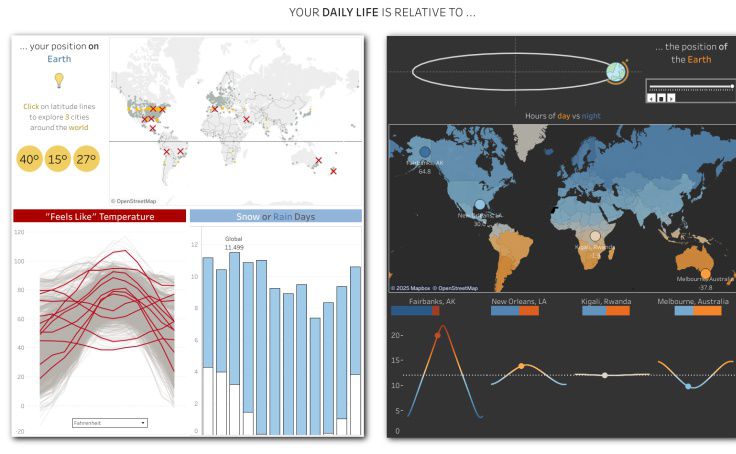 YOUR DAILY LIFE IS RELATIVE TO ...
... your position on
Earth
Click on latitude lines
to explore 3 cities
around the world
40° 15° 27°
© OpenStreetMap
"Feels Like" Temperature
120
100
80
60
40
20
0
-20
Fahrenheit
Snow or Rain Days
Global
11.499
12
10
8
6
4
2
0
... the position of
the Earth
Hours of day vs night
Fairbanks, AK
64.8
New Orleans, LA
Kigali, Rwanda
Melbourne, Australia
-37.8
© 2025 Mapbox © OpenStreetMap
Fairbanks, AK New Orleans, LA Kigali, Rwanda Melbourne, Australia
20
15
10
5
0